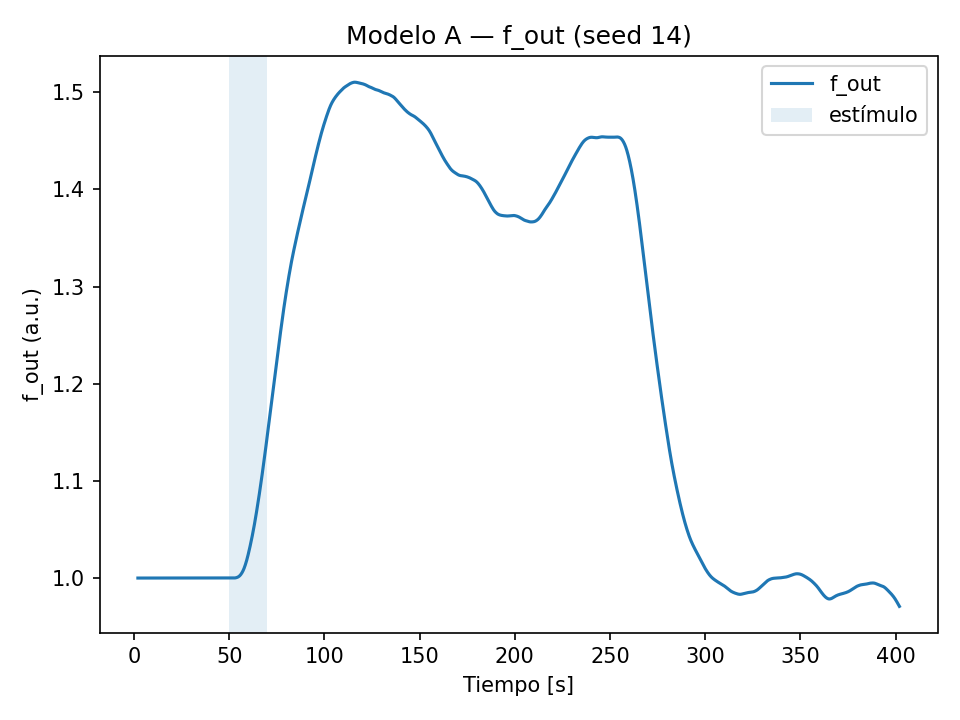 Modelo A — f_out (seed 14)
f_out
estímulo
f_out (a.u.)
1.5
1.4
1.3
1.2
1.1
1.0
0 50 100 150 200 250 300 350 400
Tiempo [s]